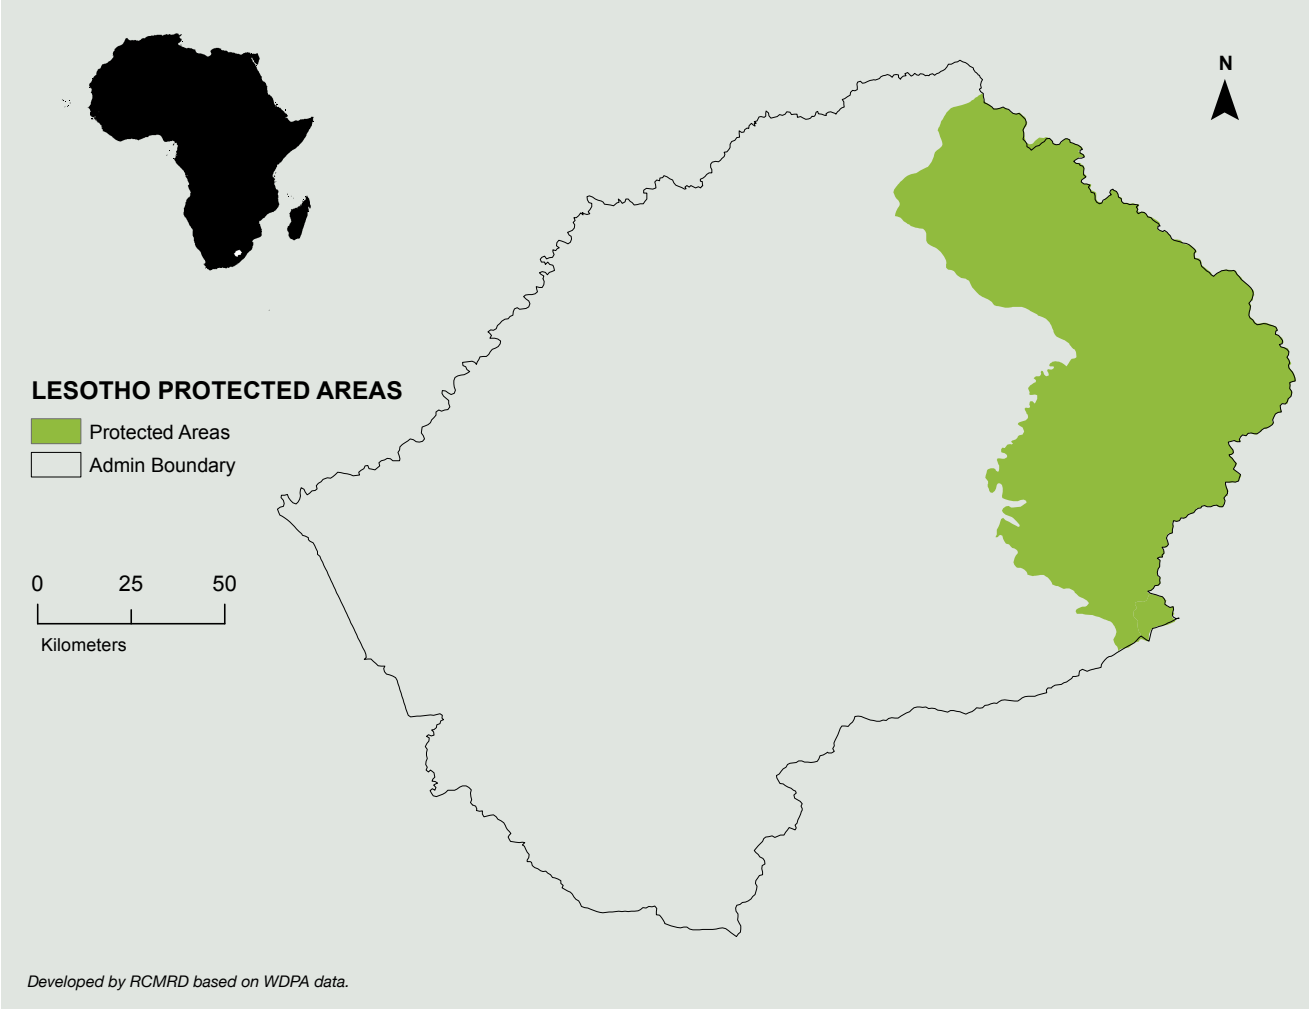 N
LESOTHO PROTECTED AREAS
Protected Areas
Admin Boundary
0 25 50
Kilometers
Developed by RCMRD based on WDPA data.